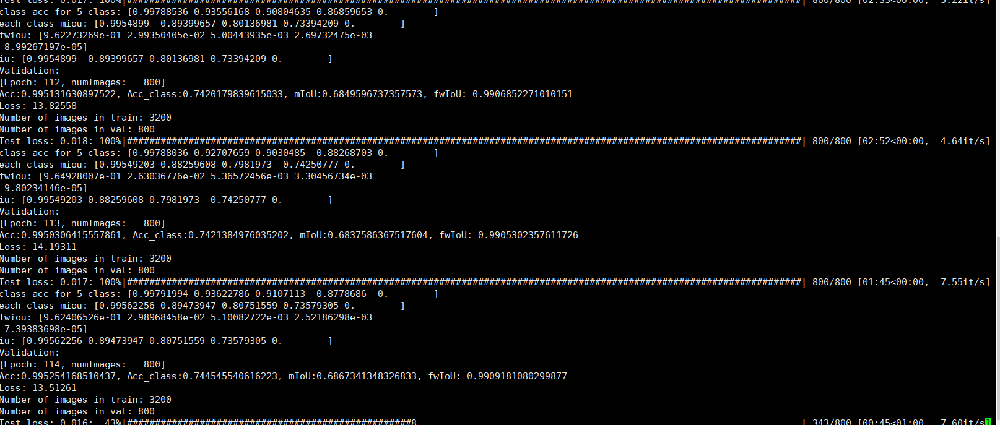 Test loss: 0.017: 100%|#########################################################################################################################| 800/800 [02:33<00:00,  5.22it/s]
class acc for 5 class: [0.99788536 0.93556168 0.90804635 0.86859653 0.        ]
each class miou: [0.9954899  0.89399657 0.80136981 0.73394209 0.        ]
fwiou: [9.62273269e-01 2.99350405e-02 5.00443935e-03 2.69732475e-03
 8.99267197e-05]
iu: [0.9954899  0.89399657 0.80136981 0.73394209 0.        ]
Validation:
[Epoch: 112, numImages:   800]
Acc:0.995131630897522, Acc_class:0.7420179839615033, mIoU:0.6849596737357573, fwIoU: 0.9906852271010151
Loss: 13.82558
Number of images in train: 3200
Number of images in val: 800
Test loss: 0.018: 100%|#########################################################################################################################| 800/800 [02:52<00:00,  4.64it/s]
class acc for 5 class: [0.99788036 0.92707659 0.9030485  0.88268703 0.        ]
each class miou: [0.99549203 0.88259608 0.7981973  0.74250777 0.        ]
fwiou: [9.64928007e-01 2.63036776e-02 5.36572456e-03 3.30456734e-03
 9.80234146e-05]
iu: [0.99549203 0.88259608 0.7981973  0.74250777 0.        ]
Validation:
[Epoch: 113, numImages:   800]
Acc:0.9950306415557861, Acc_class:0.7421384976035202, mIoU:0.6837586367517604, fwIoU: 0.9905302357611726
Loss: 14.19311
Number of images in train: 3200
Number of images in val: 800
Test loss: 0.017: 100%|#########################################################################################################################| 800/800 [01:45<00:00,  7.55it/s]
class acc for 5 class: [0.99791994 0.93622786 0.9107113  0.8778686  0.        ]
each class miou: [0.99562256 0.89473947 0.80751559 0.73579305 0.        ]
fwiou: [9.62406526e-01 2.98968458e-02 5.10082722e-03 2.52186298e-03
 7.39383698e-05]
iu: [0.99562256 0.89473947 0.80751559 0.73579305 0.        ]
Validation:
[Epoch: 114, numImages:   800]
Acc:0.995254168510437, Acc_class:0.744545540616223, mIoU:0.6867341348326833, fwIoU: 0.9909181080299877
Loss: 13.51261
Number of images in train: 3200
Number of images in val: 800
Test loss: 0.016:  43%|###################################################8                                                                     | 343/800 [00:45<01:00,  7.60it/s]